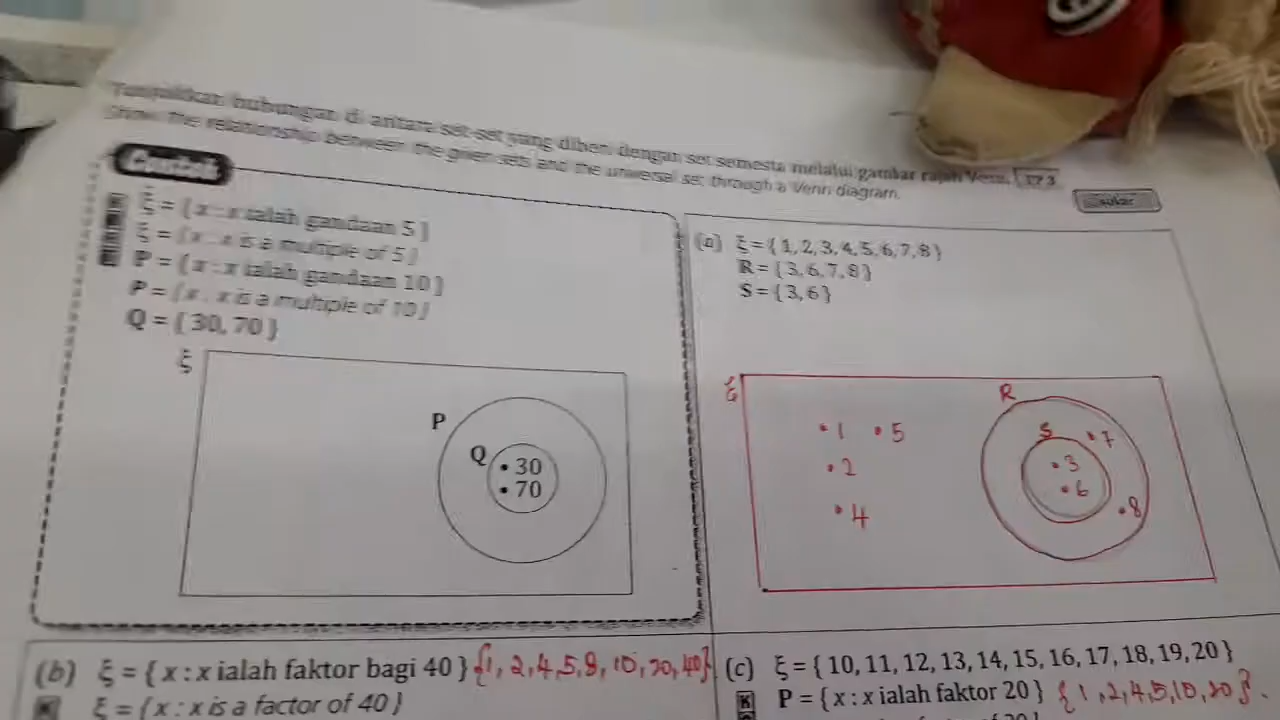 Tunjukkan hubungan di antara set-set yang diberi dengan set semesta melalui gambar rajah Venn. TP 3
Show the relationship between the given sets and the universal set through a Venn diagram.
Sukar
Contoh
ξ = { x : x ialah gandaan 5 }
ξ = { x : x is a multiple of 5 }
P = { x : x ialah gandaan 10 }
P = { x : x is a multiple of 10 }
Q = { 30, 70 }
ξ
P
Q
• 30
• 70
(a) ξ = { 1, 2, 3, 4, 5, 6, 7, 8 }
R = { 3, 6, 7, 8 }
S = { 3, 6 }
ξ
R
S
• 1 • 5
• 2
• 4
• 7
• 3
• 6
• 8
(b) ξ = { x : x ialah faktor bagi 40 } {1, 2, 4, 5, 8, 10, 20, 40}
K
ξ = { x : x is a factor of 40 }
(c) ξ = { 10, 11, 12, 13, 14, 15, 16, 17, 18, 19, 20 }
K
P = { x : x ialah faktor 20 } {1, 2, 4, 5, 10, 20}.